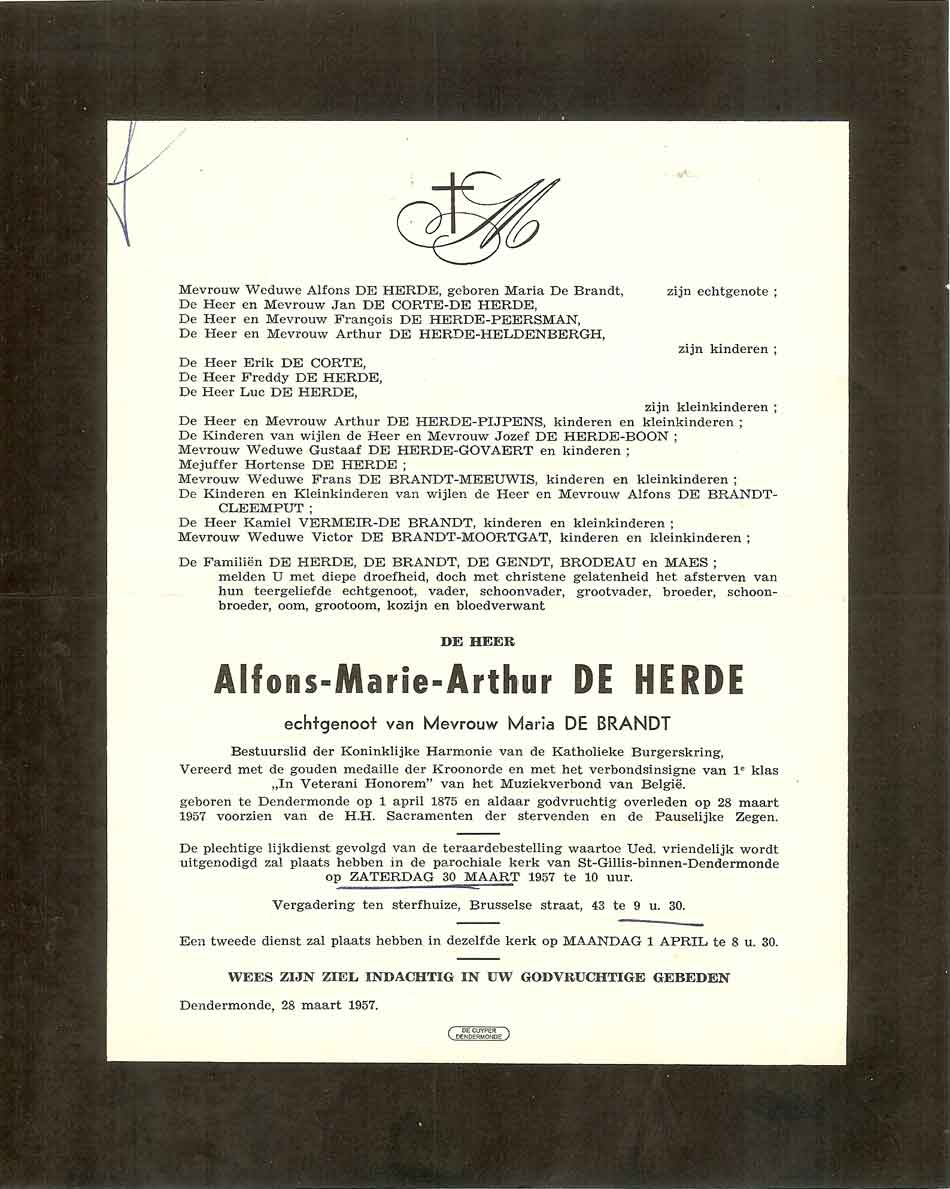 M
Mevrouw Weduwe Alfons DE HERDE, geboren Maria De Brandt, zijn echtgenote ;
De Heer en Mevrouw Jan DE CORTE-DE HERDE,
De Heer en Mevrouw François DE HERDE-PEERSMAN,
De Heer en Mevrouw Arthur DE HERDE-HELDENBERGH,
zijn kinderen ;
De Heer Erik DE CORTE,
De Heer Freddy DE HERDE,
De Heer Luc DE HERDE,
zijn kleinkinderen ;
De Heer en Mevrouw Arthur DE HERDE-PIJPENS, kinderen en kleinkinderen ;
De Kinderen van wijlen de Heer en Mevrouw Jozef DE HERDE-BOON ;
Mevrouw Weduwe Gustaaf DE HERDE-GOVAERT en kinderen ;
Mejuffer Hortense DE HERDE ;
Mevrouw Weduwe Frans DE BRANDT-MEEUWIS, kinderen en kleinkinderen ;
De Kinderen en Kleinkinderen van wijlen de Heer en Mevrouw Alfons DE BRANDT-
CLEEMPUT ;
De Heer Kamiel VERMEIR-DE BRANDT, kinderen en kleinkinderen ;
Mevrouw Weduwe Victor DE BRANDT-MOORTGAT, kinderen en kleinkinderen ;
De Familiën DE HERDE, DE BRANDT, DE GENDT, BRODEAU en MAES ;
melden U met diepe droefheid, doch met christene gelatenheid het afsterven van
hun teergeliefde echtgenoot, vader, schoonvader, grootvader, broeder, schoon-
broeder, oom, grootoom, kozijn en bloedverwant
DE HEER
Alfons-Marie-Arthur DE HERDE
echtgenoot van Mevrouw Maria DE BRANDT
Bestuurslid der Koninklijke Harmonie van de Katholieke Burgerskring,
Vereerd met de gouden medaille der Kroonorde en met het verbondsinsigne van 1e klas
„In Veterani Honorem” van het Muziekverbond van België.
geboren te Dendermonde op 1 april 1875 en aldaar godvruchtig overleden op 28 maart
1957 voorzien van de H.H. Sacramenten der stervenden en de Pauselijke Zegen.
De plechtige lijkdienst gevolgd van de teraardebestelling waartoe Ued. vriendelijk wordt
uitgenodigd zal plaats hebben in de parochiale kerk van St-Gillis-binnen-Dendermonde
op ZATERDAG 30 MAART 1957 te 10 uur.
Vergadering ten sterfhuize, Brusselse straat, 43 te 9 u. 30.
Een tweede dienst zal plaats hebben in dezelfde kerk op MAANDAG 1 APRIL te 8 u. 30.
WEES ZIJN ZIEL INDACHTIG IN UW GODVRUCHTIGE GEBEDEN
Dendermonde, 28 maart 1957.
DE CUYPER
DENDERMONDE